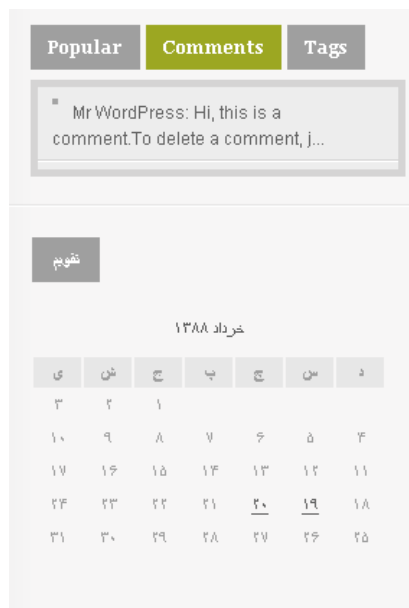 Popular Comments Tags
Mr WordPress: Hi, this is a
comment.To delete a comment, j...
تقویم
خرداد ۱۳۸۸
د س چ پ ج ش ی
۱ ۲ ۳
۴ ۵ ۶ ۷ ۸ ۹ ۱۰
۱۱ ۱۲ ۱۳ ۱۴ ۱۵ ۱۶ ۱۷
۱۸ ۱۹ ۲۰ ۲۱ ۲۲ ۲۳ ۲۴
۲۵ ۲۶ ۲۷ ۲۸ ۲۹ ۳۰ ۳۱